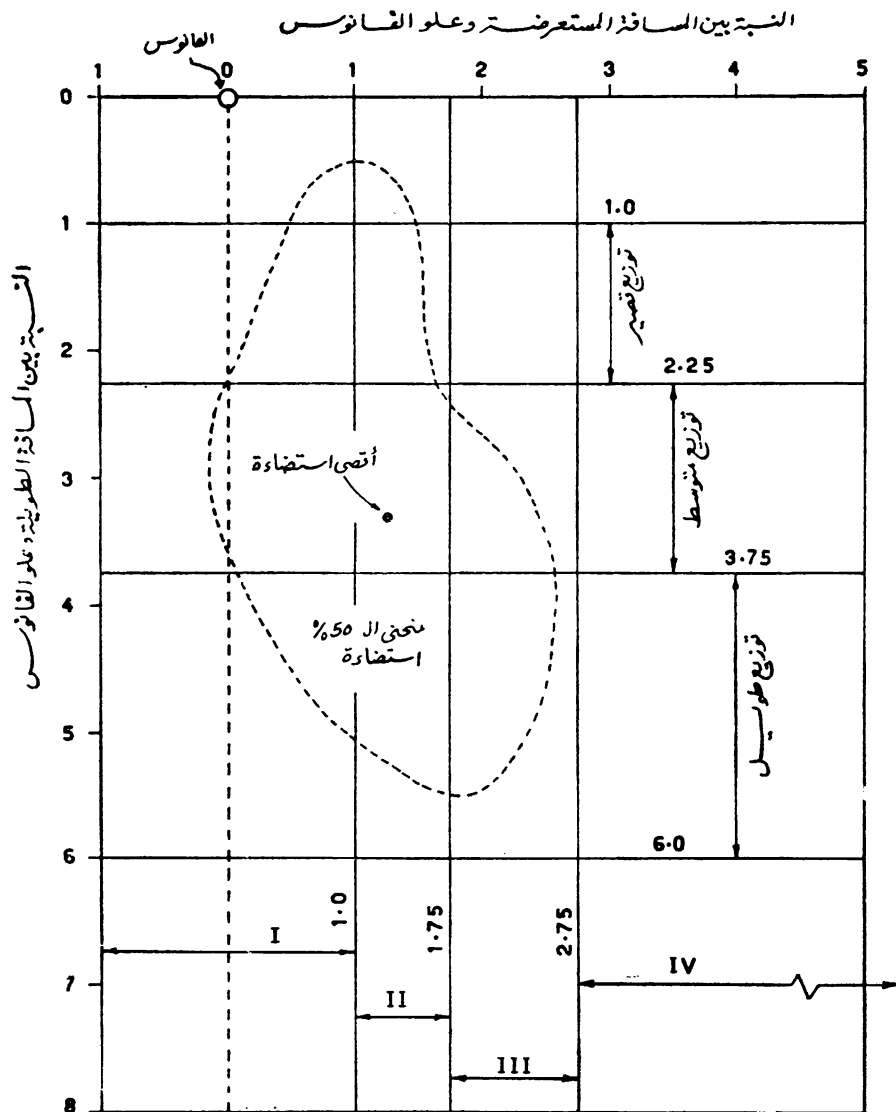 النسبة بين المسافة المستعرضة وعلو الفانوس
الفانوس
1 0 1 2 3 4 5
0
1
2
3
4
5
6
7
8
النسبة بين المسافة الطويلة وعلو الفانوس
1.0
توزيع قصير
2.25
توزيع متوسط
أقصى استضاءة
3.75
منحنى ال 50%
استضاءة
توزيع طويل
6.0
1.0
1.75
2.75
I
II
III
IV